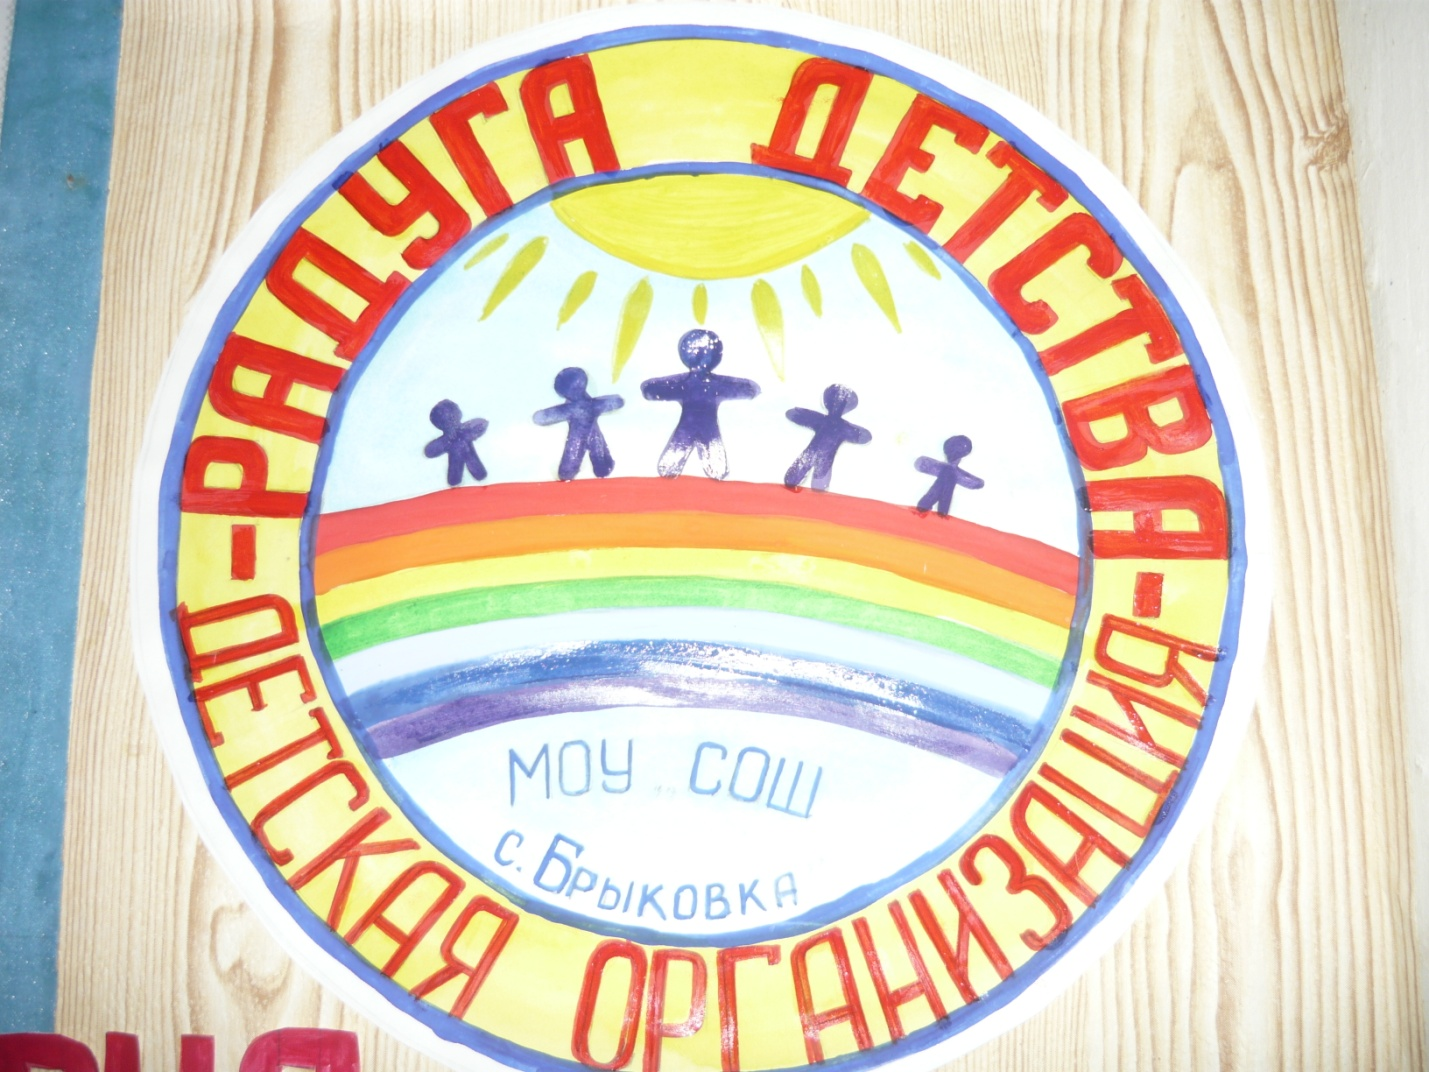 РАДУГА ДЕТСТВА
МОУ СОШ
с. БРЫКОВКА
-ДЕТСКАЯ ОРГАНИЗАЦИЯ-